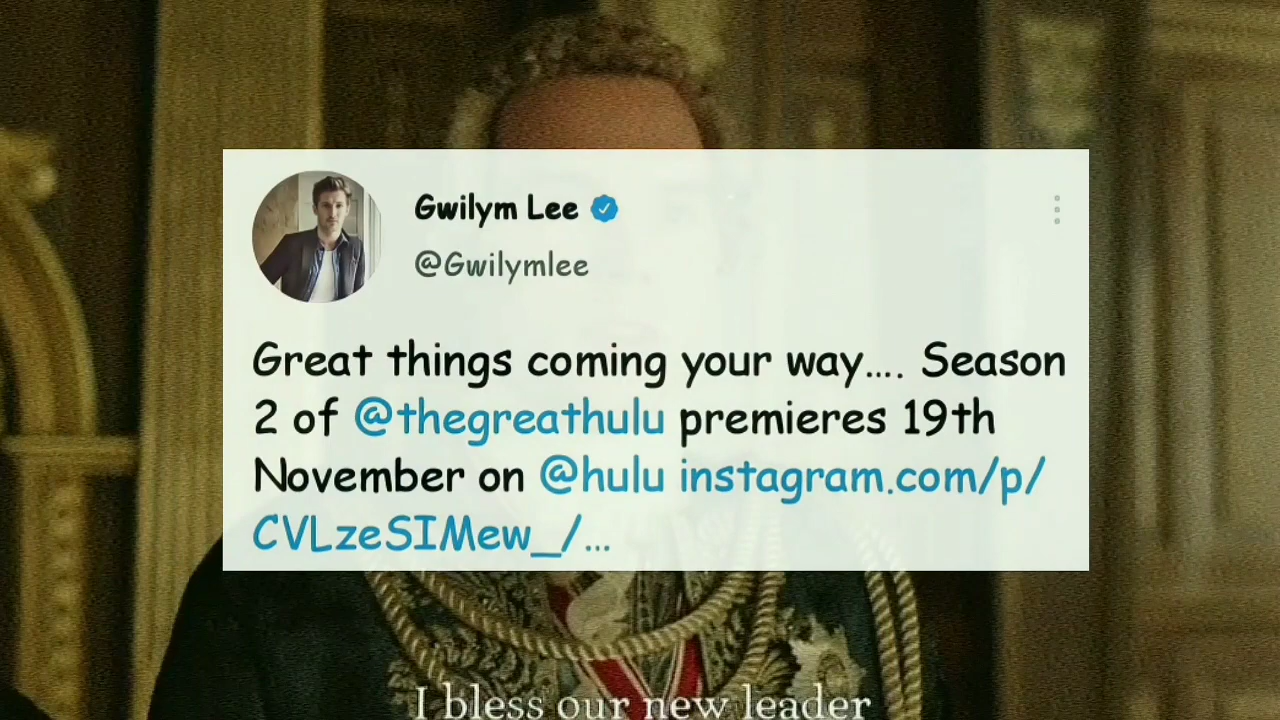 Gwilym Lee
@Gwilymlee
Great things coming your way.... Season
2 of @thegreathulu premieres 19th
November on @hulu instagram.com/p/
CVLzeSIMew_/...
I bless our new leader